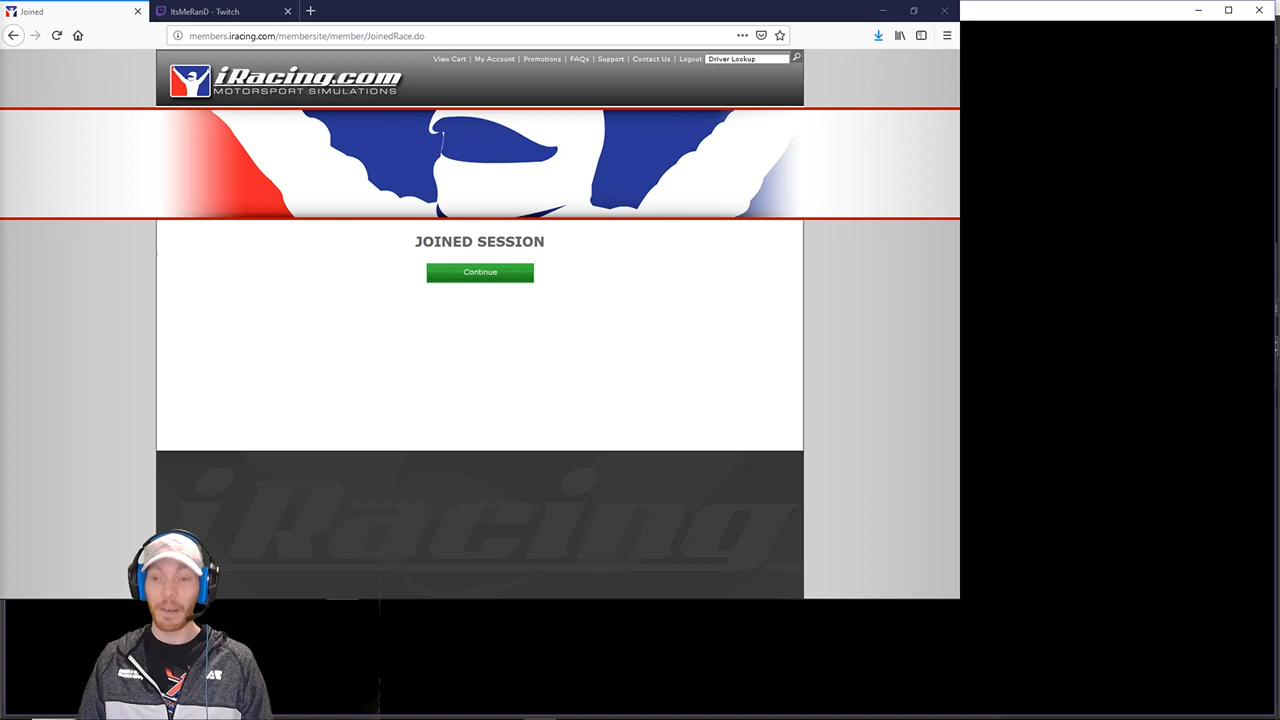 Joined
ItsMeRanD - Twitch
members.iracing.com/membersite/member/JoinedRace.do
View Cart | My Account | Promotions | FAQs | Support | Contact Us | Logout
Driver Lookup
iRacing.com
MOTORSPORT SIMULATIONS
JOINED SESSION
Continue
iRacing